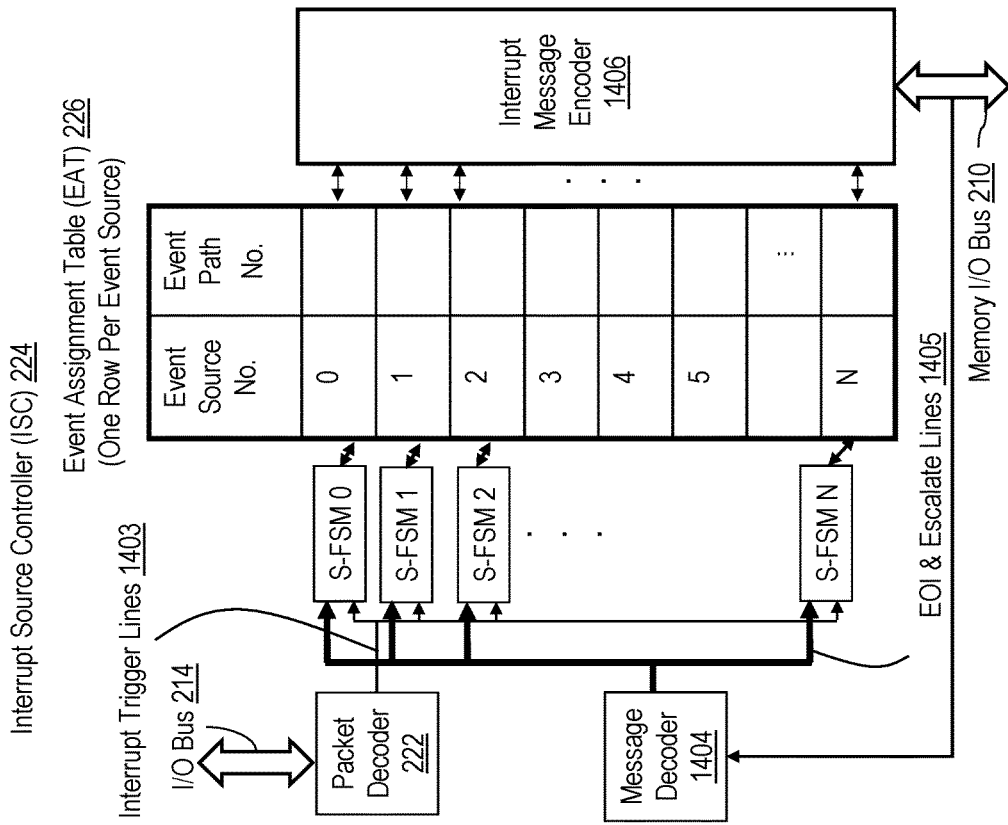 Interrupt Source Controller (ISC) 224
Event Assignment Table (EAT) 226
(One Row Per Event Source)
Interrupt Trigger Lines 1403
I/O Bus 214
Packet
Decoder
222
Message
Decoder
1404
S-FSM 0
S-FSM 1
S-FSM 2
. . .
S-FSM N
Event
Source
No.
Event
Path
No.
0
1
2
3
4
5
...
N
. . .
Interrupt
Message
Encoder
1406
EOI & Escalate Lines 1405
Memory I/O Bus 210